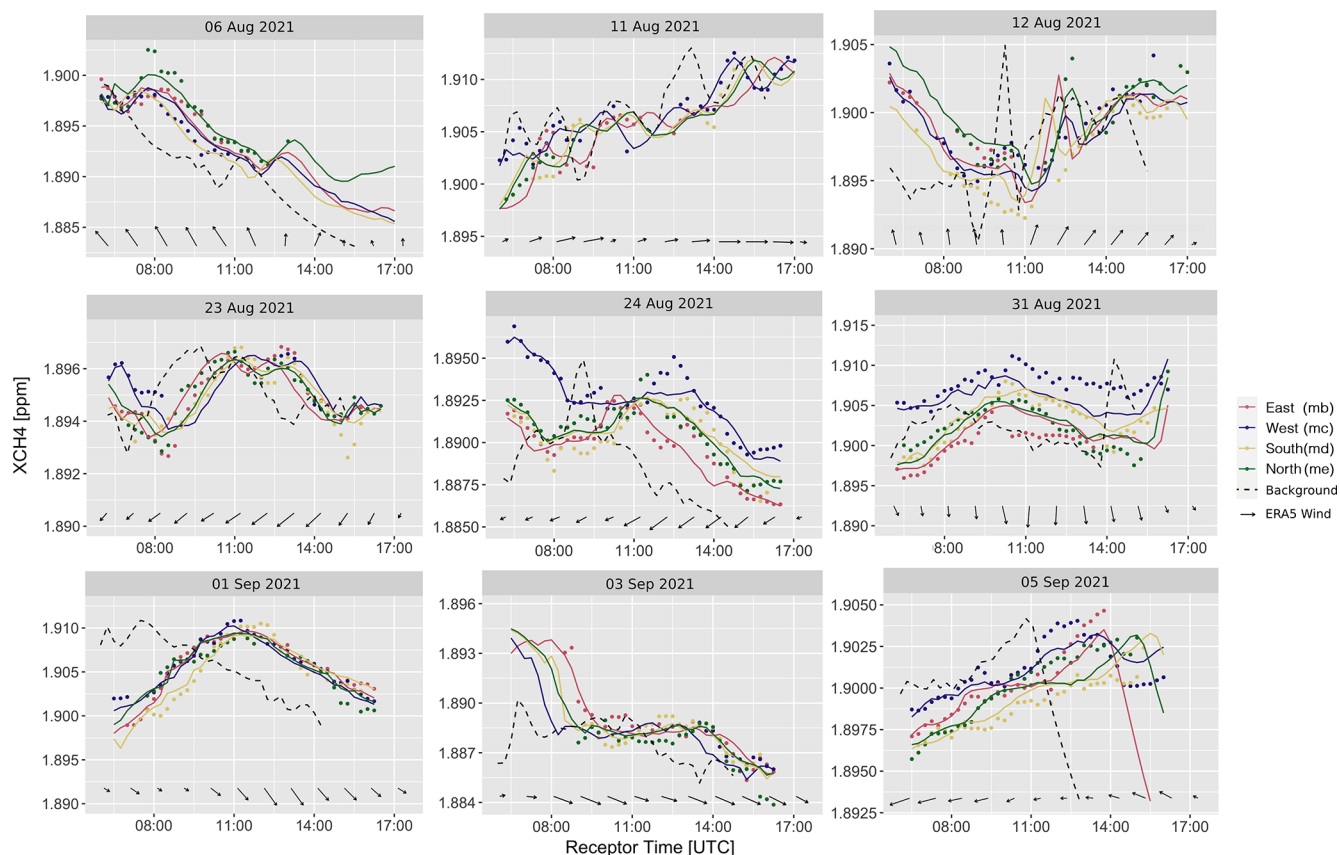 06 Aug 2021
11 Aug 2021
12 Aug 2021
1.900
1.895
1.890
1.885
08:00 11:00 14:00 17:00
1.910
1.905
1.900
1.895
08:00 11:00 14:00 17:00
1.905
1.900
1.895
1.890
08:00 11:00 14:00 17:00
23 Aug 2021
24 Aug 2021
31 Aug 2021
XCH4 [ppm]
1.896
1.894
1.892
1.890
08:00 11:00 14:00 17:00
1.8950
1.8925
1.8900
1.8875
1.8850
08:00 11:00 14:00 17:00
1.915
1.910
1.905
1.900
1.895
1.890
08:00 11:00 14:00 17:00
East (mb)
West (mc)
South(md)
North (me)
Background
ERA5 Wind
01 Sep 2021
03 Sep 2021
05 Sep 2021
1.910
1.905
1.900
1.895
1.890
08:00 11:00 14:00 17:00
1.896
1.893
1.890
1.887
1.884
08:00 11:00 14:00 17:00
1.9050
1.9025
1.9000
1.8975
1.8950
1.8925
08:00 11:00 14:00 17:00
Receptor Time [UTC]